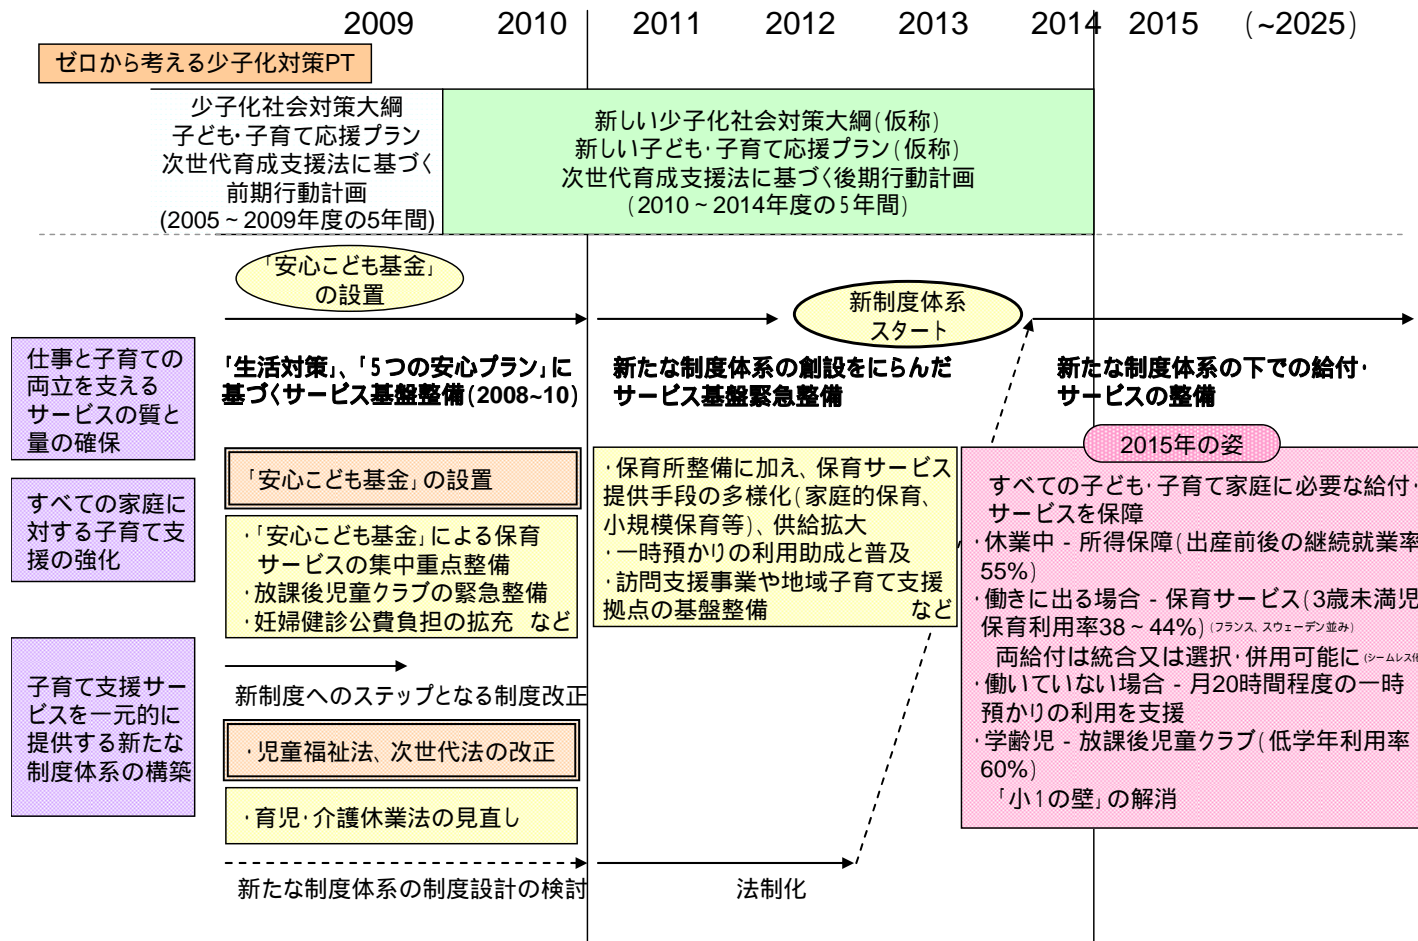 2009 2010 2011 2012 2013 2014 2015 (~2025)
ゼロから考える少子化対策PT
少子化社会対策大綱
子ども・子育て応援プラン
次世代育成支援法に基づく
前期行動計画
(2005~2009年度の5年間)
新しい少子化社会対策大綱(仮称)
新しい子ども・子育て応援プラン(仮称)
次世代育成支援法に基づく後期行動計画
(2010~2014年度の5年間)
「安心こども基金」
の設置
新制度体系
スタート
仕事と子育ての
両立を支える
サービスの質と
量の確保
すべての家庭に
対する子育て支
援の強化
子育て支援サー
ビスを一元的に
提供する新たな
制度体系の構築
「生活対策」、「5つの安心プラン」に
基づくサービス基盤整備(2008~10)
「安心こども基金」の設置
・「安心こども基金」による保育
サービスの集中重点整備
・放課後児童クラブの緊急整備
・妊婦健診公費負担の拡充 など
新制度へのステップとなる制度改正
・児童福祉法、次世代法の改正
・育児・介護休業法の見直し
新たな制度体系の制度設計の検討
新たな制度体系の創設をにらんだ
サービス基盤緊急整備
・保育所整備に加え、保育サービス
提供手段の多様化(家庭的保育、
小規模保育等)、供給拡大
・一時預かりの利用助成と普及
・訪問支援事業や地域子育て支援
拠点の基盤整備 など
法制化
新たな制度体系の下での給付・
サービスの整備
2015年の姿
すべての子ども・子育て家庭に必要な給付・
サービスを保障
・休業中 - 所得保障(出産前後の継続就業率
55%)
・働きに出る場合 - 保育サービス(3歳未満児
保育利用率38~44%)(フランス、スウェーデン並み)
両給付は統合又は選択・併用可能に(シームレス化
・働いていない場合 - 月20時間程度の一時
預かりの利用を支援
・学齢児 - 放課後児童クラブ(低学年利用率
60%)
「小1の壁」の解消